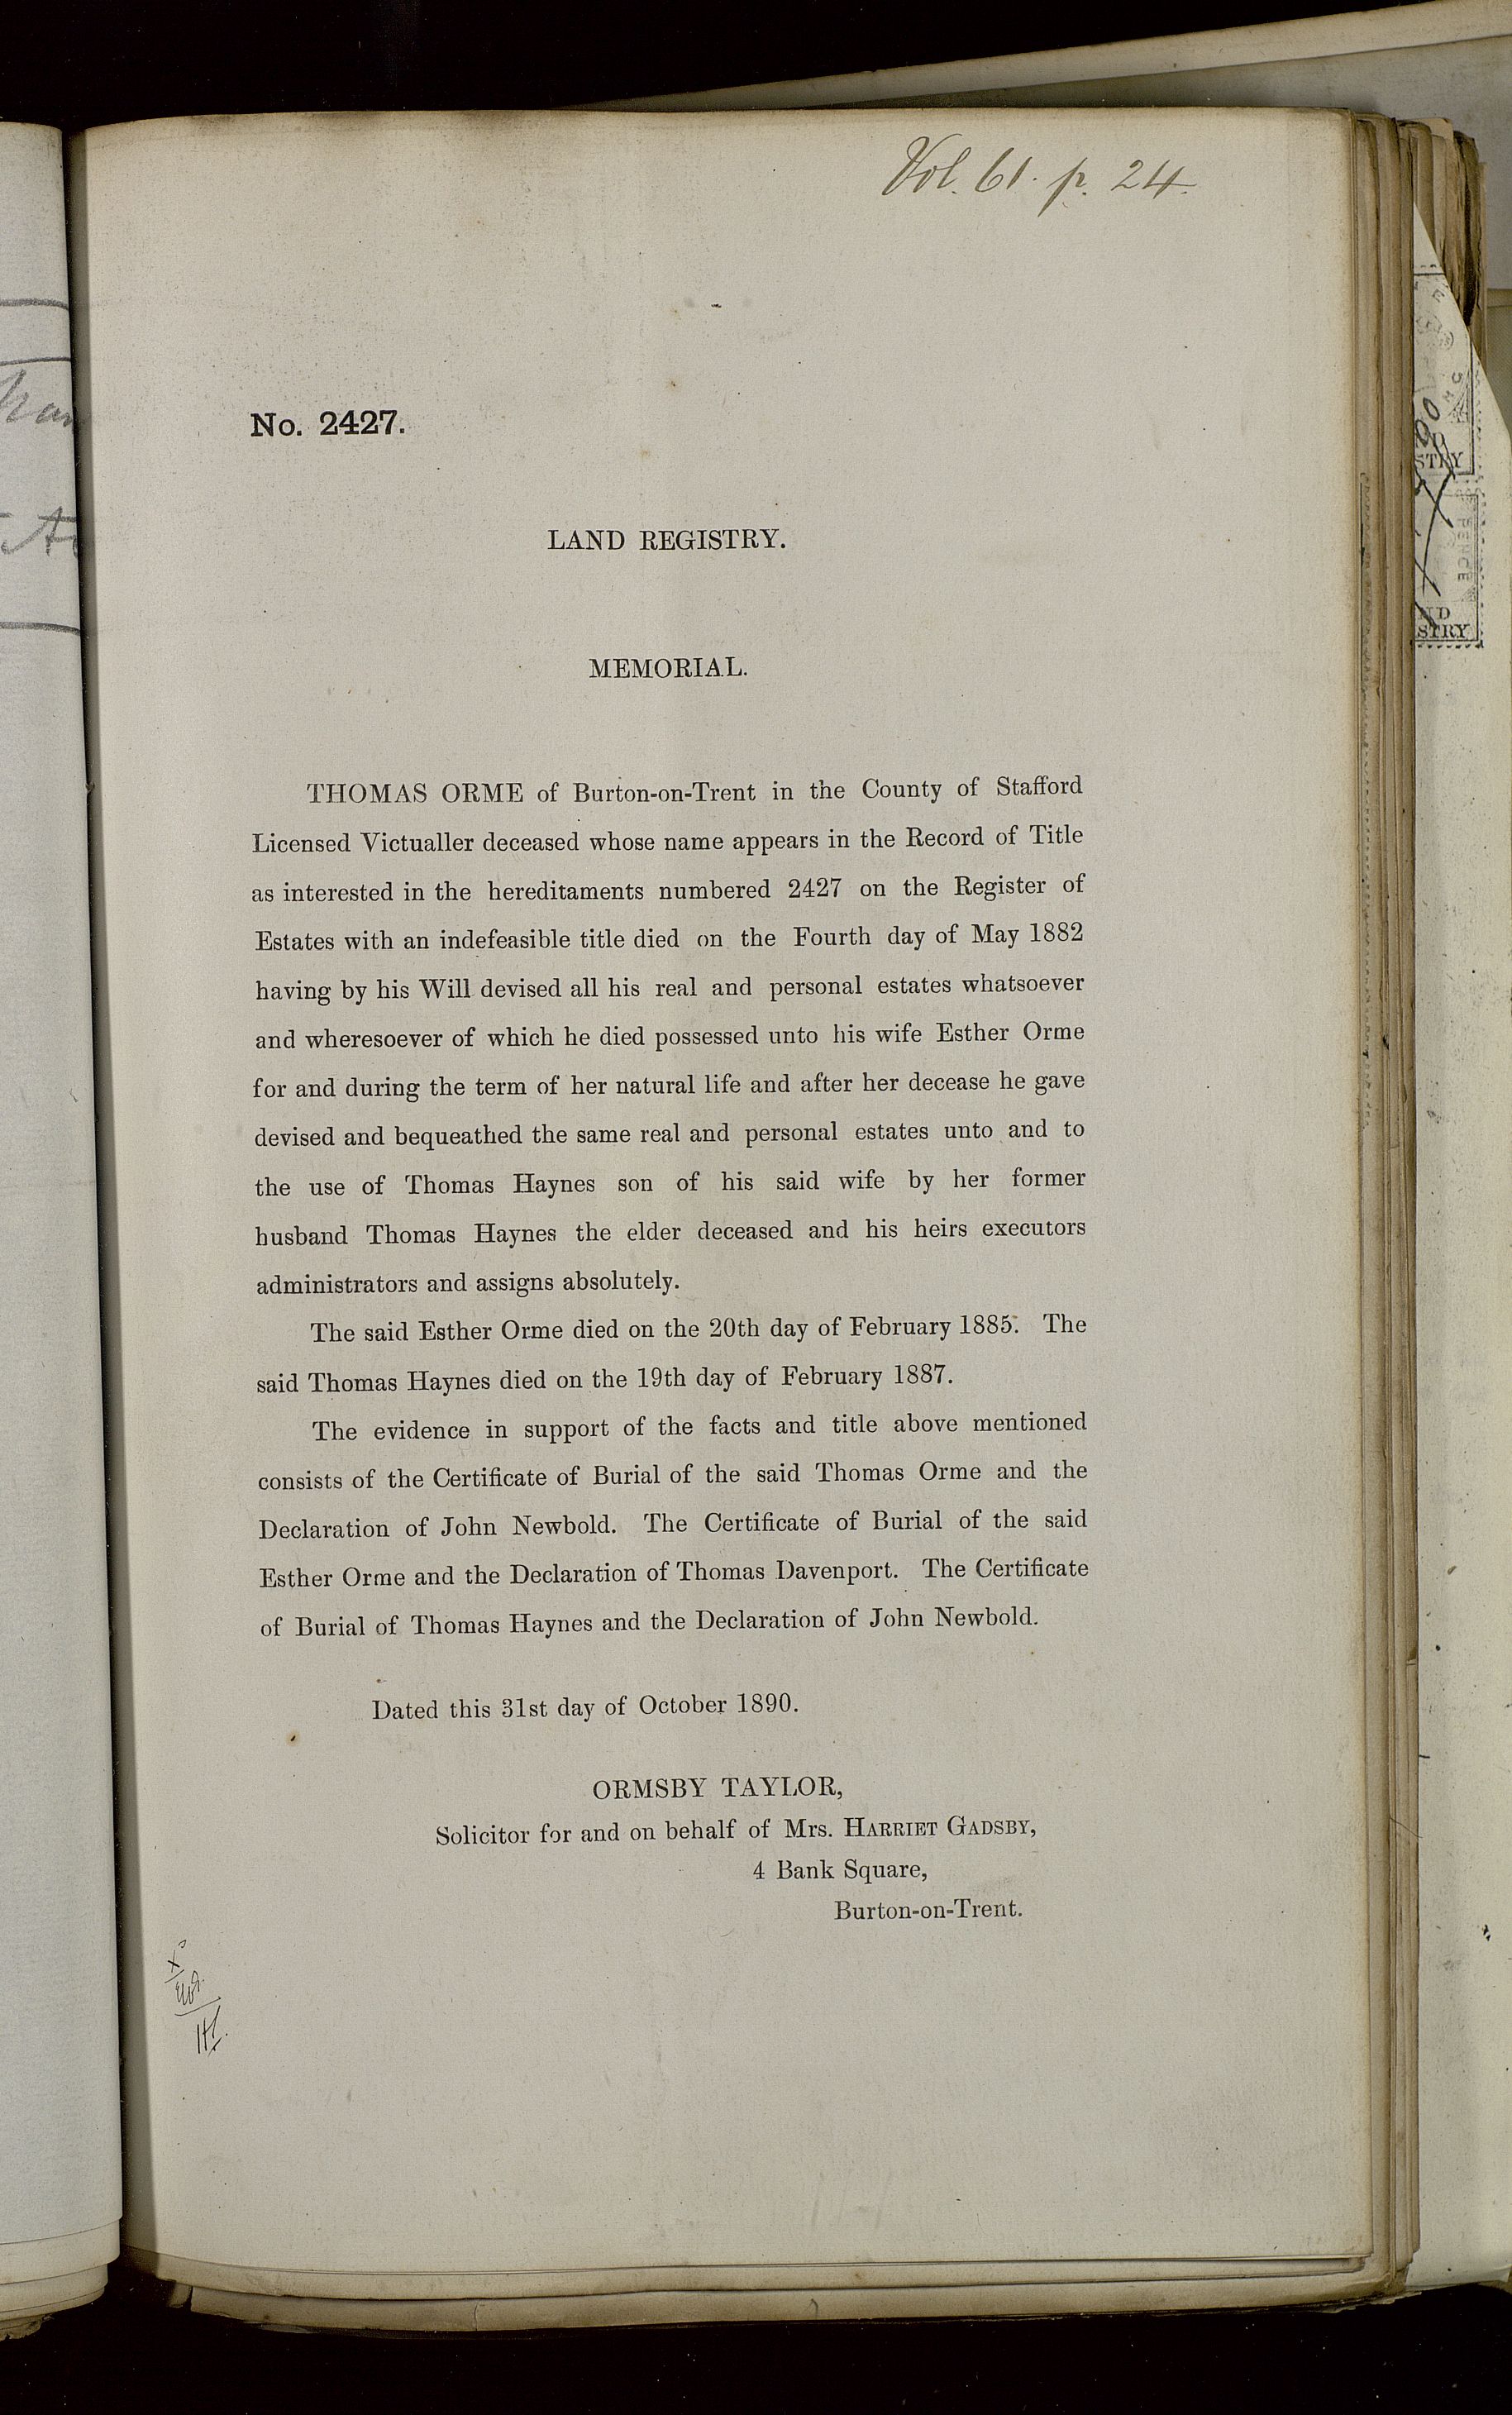 Vol. 61. p. 24.
No. 2427.
LAND REGISTRY.
MEMORIAL.
THOMAS ORME of Burton-on-Trent in the County of Stafford
Licensed Victualler deceased whose name appears in the Record of Title
as interested in the hereditaments numbered 2427 on the Register of
Estates with an indefeasible title died on the Fourth day of May 1882
having by his Will devised all his real and personal estates whatsoever
and wheresoever of which he died possessed unto his wife Esther Orme
for and during the term of her natural life and after her decease he gave
devised and bequeathed the same real and personal estates unto and to
the use of Thomas Haynes son of his said wife by her former
husband Thomas Haynes the elder deceased and his heirs executors
administrators and assigns absolutely.
The said Esther Orme died on the 20th day of February 1885. The
said Thomas Haynes died on the 19th day of February 1887.
The evidence in support of the facts and title above mentioned
consists of the Certificate of Burial of the said Thomas Orme and the
Declaration of John Newbold. The Certificate of Burial of the said
Esther Orme and the Declaration of Thomas Davenport. The Certificate
of Burial of Thomas Haynes and the Declaration of John Newbold.
Dated this 31st day of October 1890.
ORMSBY TAYLOR,
Solicitor for and on behalf of Mrs. HARRIET GADSBY,
4 Bank Square,
Burton-on-Trent.
STRY
PENCE
ND
STRY